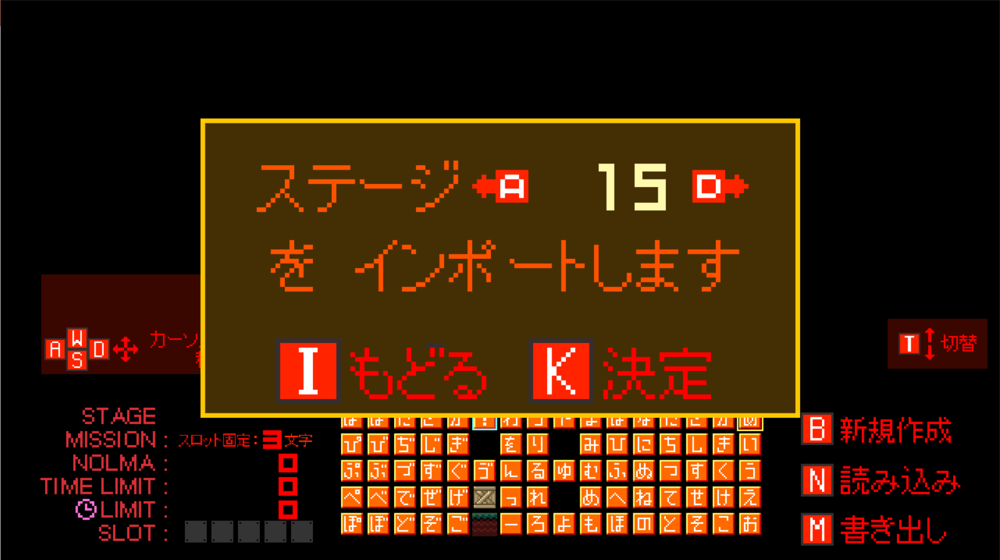 ステージ A 15 D
を インポートします
I もどる K 決定
W
A S D カーソ
T 切替
STAGE
MISSION : スロット固定:3文字
NOLMA : 0
TIME LIMIT : 0
LIMIT : 0
SLOT :
ぴ び ぢ じ ぎ を り み ひ に ち し き い
ぷ ぶ づ ず ぐ ゔ ん る ゆ む ふ ぬ つ す く う
ぺ べ で ぜ げ っ れ め へ ね て せ け え
ぽ ぼ ど ぞ ご ー ろ よ も ほ の と そ こ お
B 新規作成
N 読み込み
M 書き出し